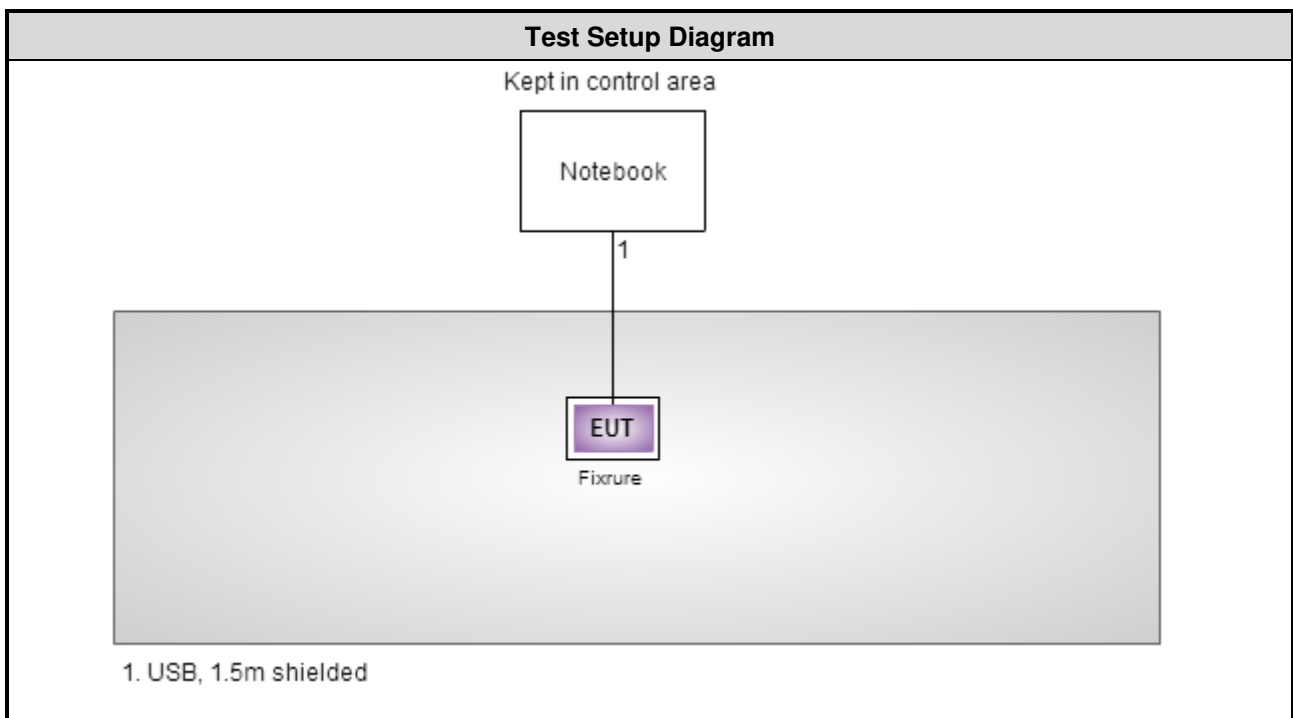 Test Setup Diagram
Kept in control area
Notebook
1
EUT
Fixrure
1. USB, 1.5m shielded